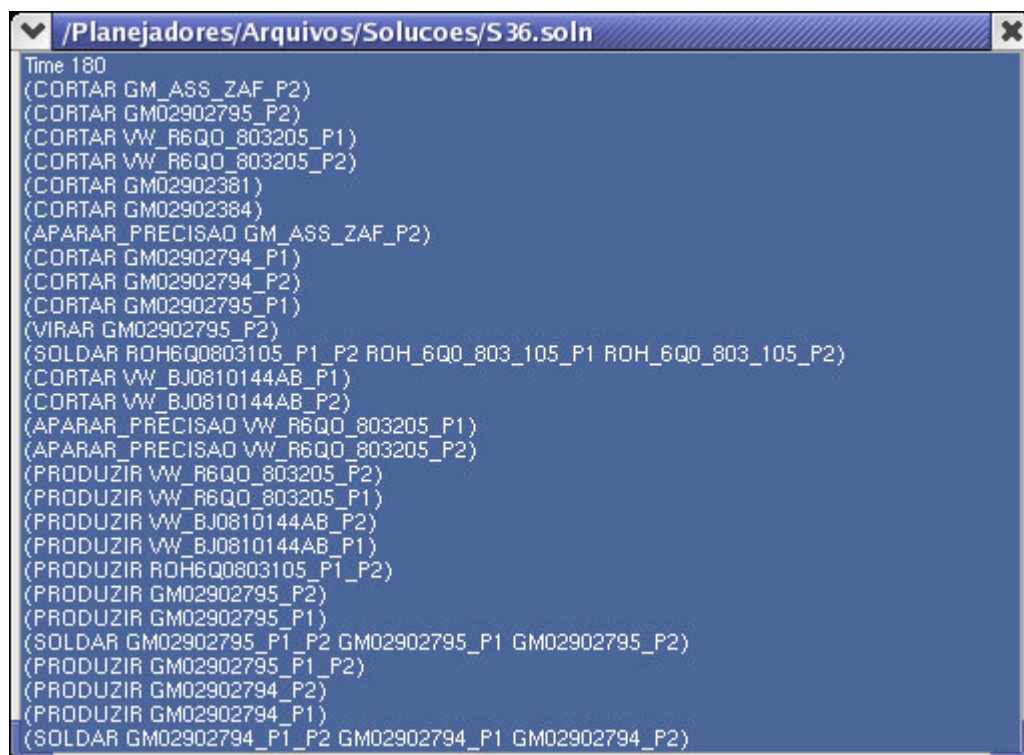 /Planejadores/Arquivos/Solucoes/S36.soln
Time 180
(CORTAR GM_ASS_ZAF_P2)
(CORTAR GM02902795_P2)
(CORTAR VW_R6QO_803205_P1)
(CORTAR VW_R6QO_803205_P2)
(CORTAR GM02902381)
(CORTAR GM02902384)
(APARAR_PRECISAO GM_ASS_ZAF_P2)
(CORTAR GM02902794_P1)
(CORTAR GM02902794_P2)
(CORTAR GM02902795_P1)
(VIRAR GM02902795_P2)
(SOLDAR ROH6Q0803105_P1_P2 ROH_6Q0_803_105_P1 ROH_6Q0_803_105_P2)
(CORTAR VW_BJ0810144AB_P1)
(CORTAR VW_BJ0810144AB_P2)
(APARAR_PRECISAO VW_R6QO_803205_P1)
(APARAR_PRECISAO VW_R6QO_803205_P2)
(PRODUZIR VW_R6QO_803205_P2)
(PRODUZIR VW_R6QO_803205_P1)
(PRODUZIR VW_BJ0810144AB_P2)
(PRODUZIR VW_BJ0810144AB_P1)
(PRODUZIR ROH6Q0803105_P1_P2)
(PRODUZIR GM02902795_P2)
(PRODUZIR GM02902795_P1)
(SOLDAR GM02902795_P1_P2 GM02902795_P1 GM02902795_P2)
(PRODUZIR GM02902795_P1_P2)
(PRODUZIR GM02902794_P2)
(PRODUZIR GM02902794_P1)
(SOLDAR GM02902794_P1_P2 GM02902794_P1 GM02902794_P2)